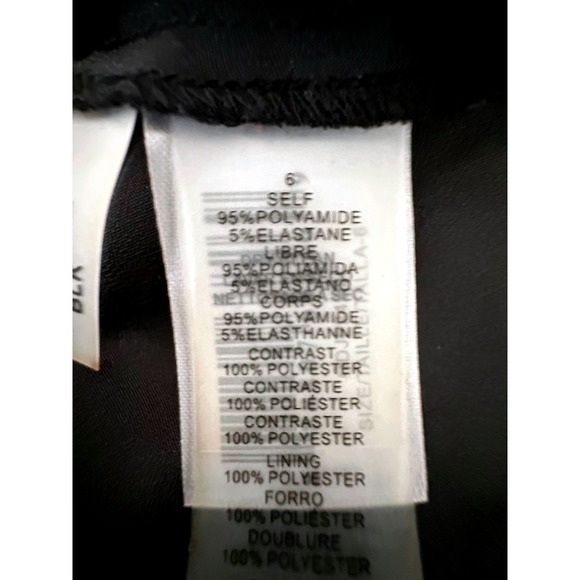 6
SELF
95%POLYAMIDE
5%ELASTANE
LIBRE
95%POLIAMIDA
5%ELASTANO
CORPS
95%POLYAMIDE
5%ELASTHANNE
CONTRAST
100% POLYESTER
CONTRASTE
100% POLIÉSTER
CONTRASTE
100% POLYESTER
LINING
100% POLYESTER
FORRO
100% POLIÉSTER
DOUBLURE
100% POLYESTER
BLK